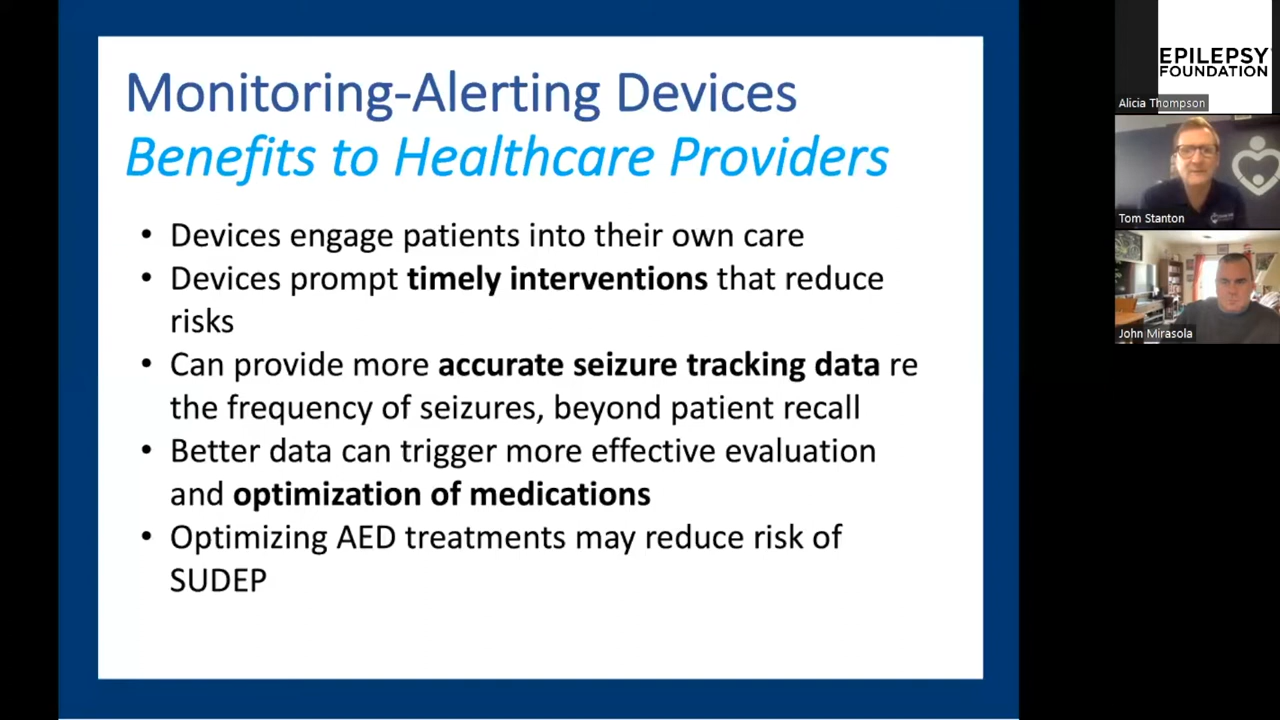 Monitoring-Alerting Devices
Benefits to Healthcare Providers
• Devices engage patients into their own care
• Devices prompt timely interventions that reduce
risks
• Can provide more accurate seizure tracking data re
the frequency of seizures, beyond patient recall
• Better data can trigger more effective evaluation
and optimization of medications
• Optimizing AED treatments may reduce risk of
SUDEP
EPILEPSY
FOUNDATION
Alicia Thompson
Tom Stanton
John Mirasola